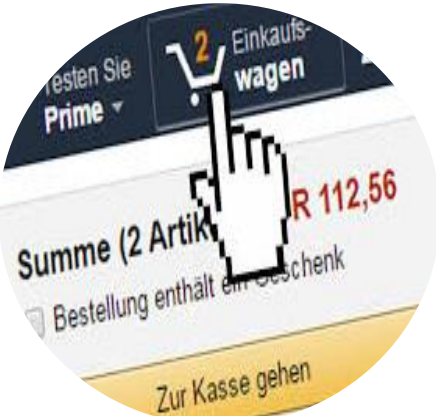 Testen Sie
Prime
2
Einkaufs-
wagen
Summe (2 Artik R 112,56
Bestellung enthält ein Geschenk
Zur Kasse gehen